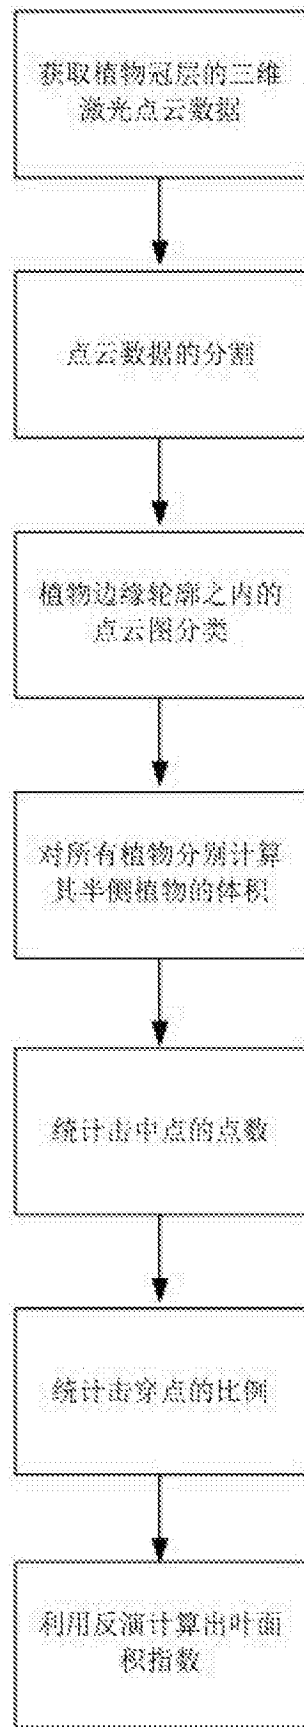 获取植物冠层的三维
激光点云数据
点云数据的分割
植物边缘轮廓之内的
点云图分类
对所有植物分别计算
其半侧植物的体积
统计击中点的点数
统计击穿点的比例
利用反演计算出叶面
积指数